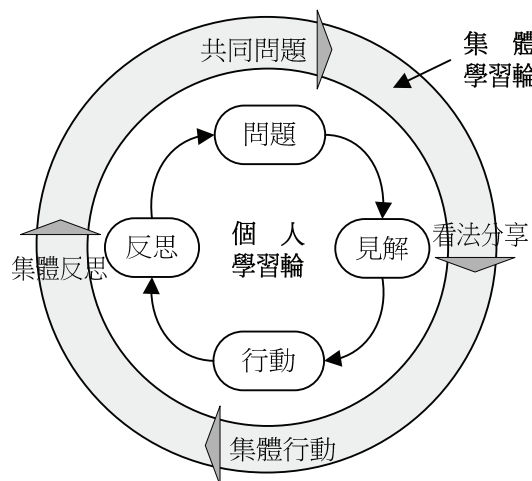 共同問題
集 體
學習輪
問題
看法分享
反思
個 人
學習輪
見解
集體反思
行動
集體行動